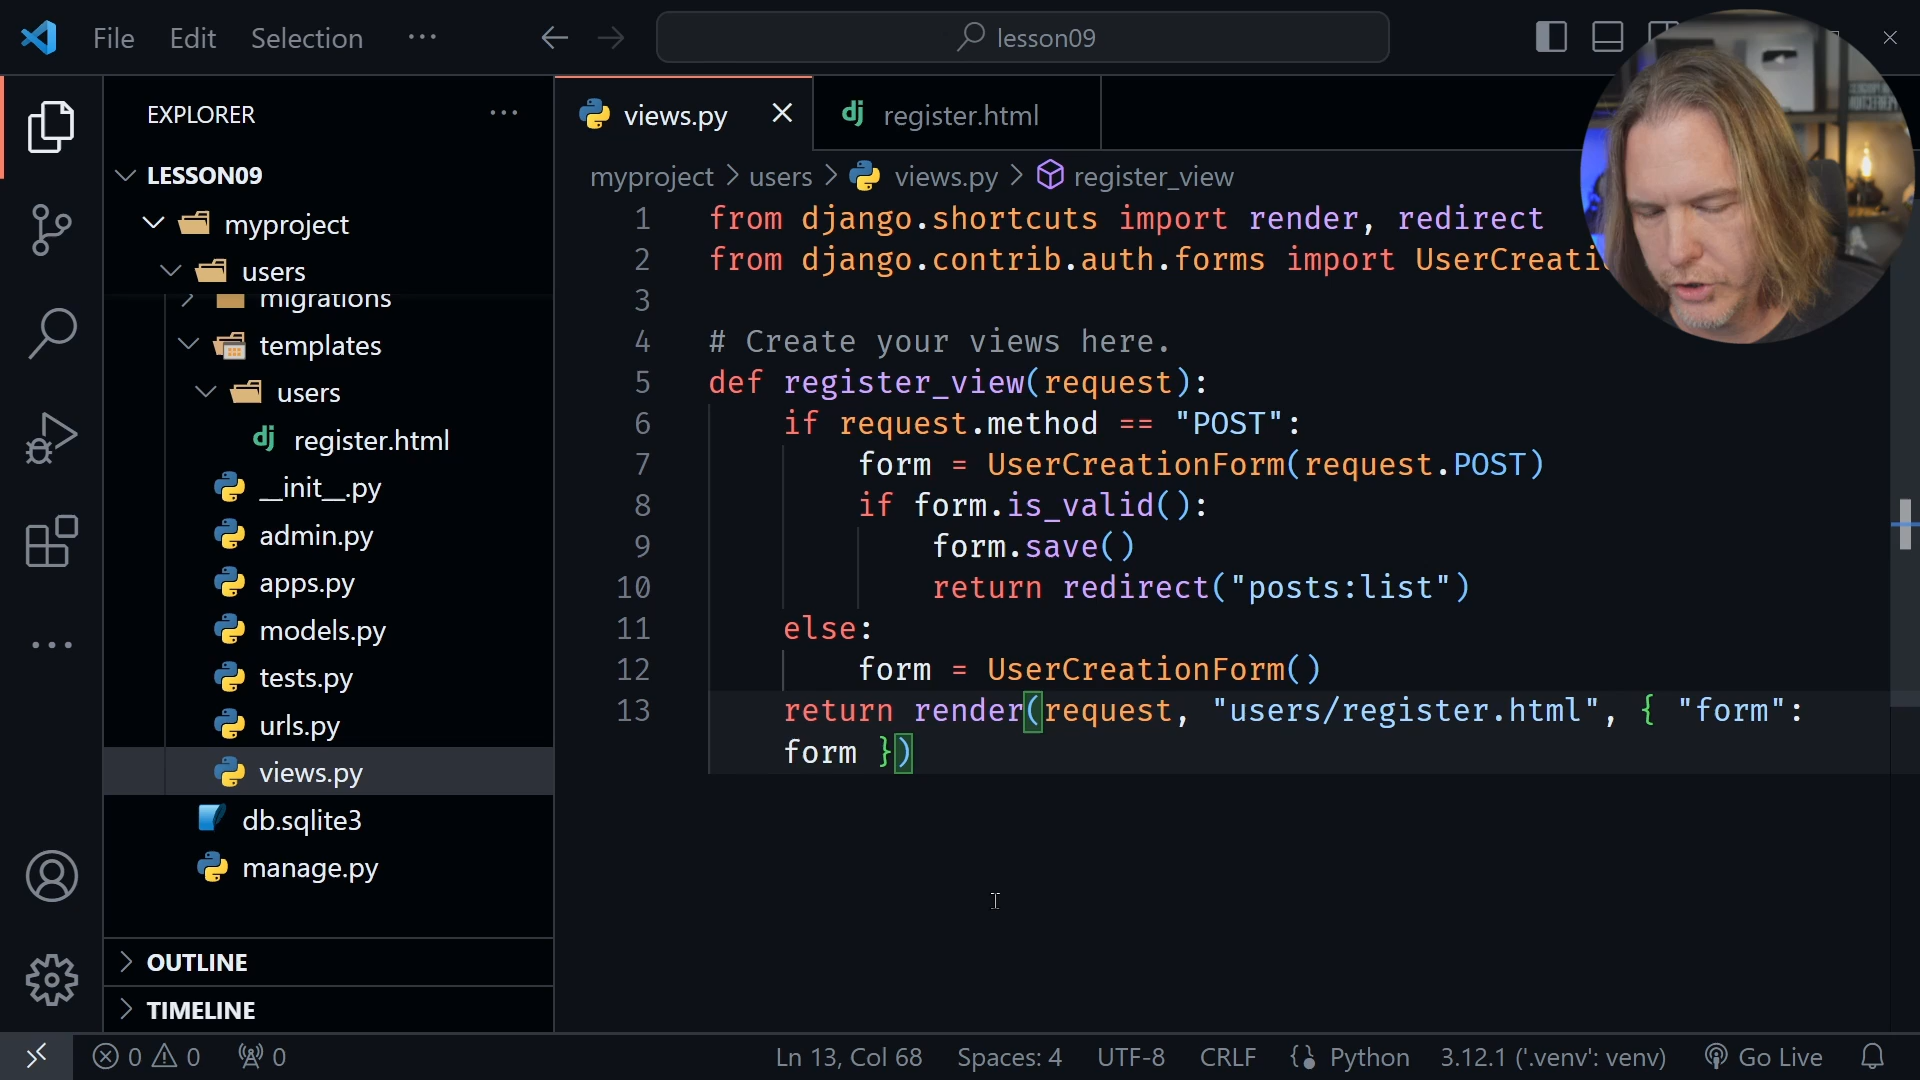 File Edit Selection ...
lesson09
EXPLORER
LESSON09
myproject
users
migrations
templates
users
register.html
__init__.py
admin.py
apps.py
models.py
tests.py
urls.py
views.py
db.sqlite3
manage.py
OUTLINE
TIMELINE
views.py
register.html
myproject > users > views.py > register_view
1 from django.shortcuts import render, redirect
2 from django.contrib.auth.forms import UserCreati
3
4 # Create your views here.
5 def register_view(request):
6 if request.method == "POST":
7 form = UserCreationForm(request.POST)
8 if form.is_valid():
9 form.save()
10 return redirect("posts:list")
11 else:
12 form = UserCreationForm()
13 return render(request, "users/register.html", { "form":
form })
0 0 0
Ln 13, Col 68 Spaces: 4 UTF-8 CRLF Python 3.12.1 ('.venv': venv) Go Live